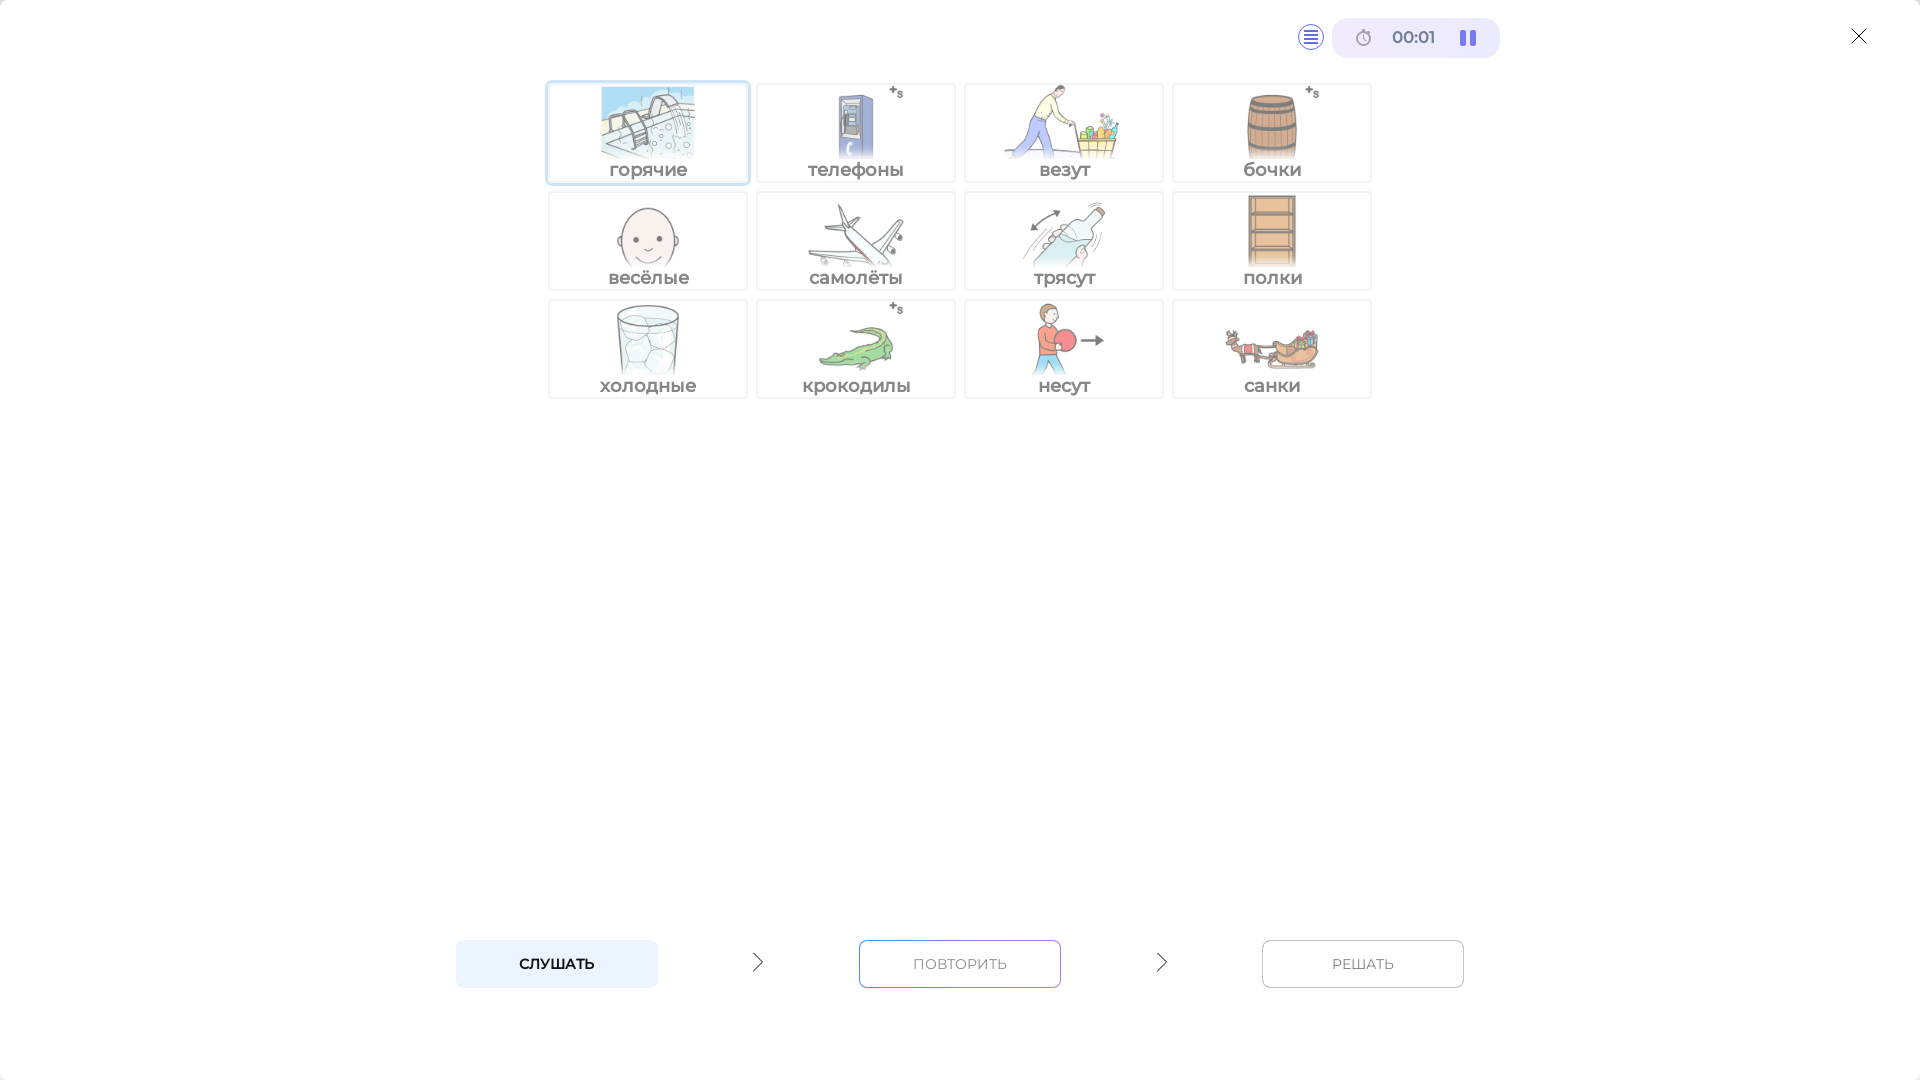 00:01
+s
+s
горячие
телефоны
везут
бочки
весёлые
самолёты
трясут
полки
+s
холодные
крокодилы
несут
санки
СЛУШАТЬ
ПОВТОРИТЬ
РЕШАТЬ